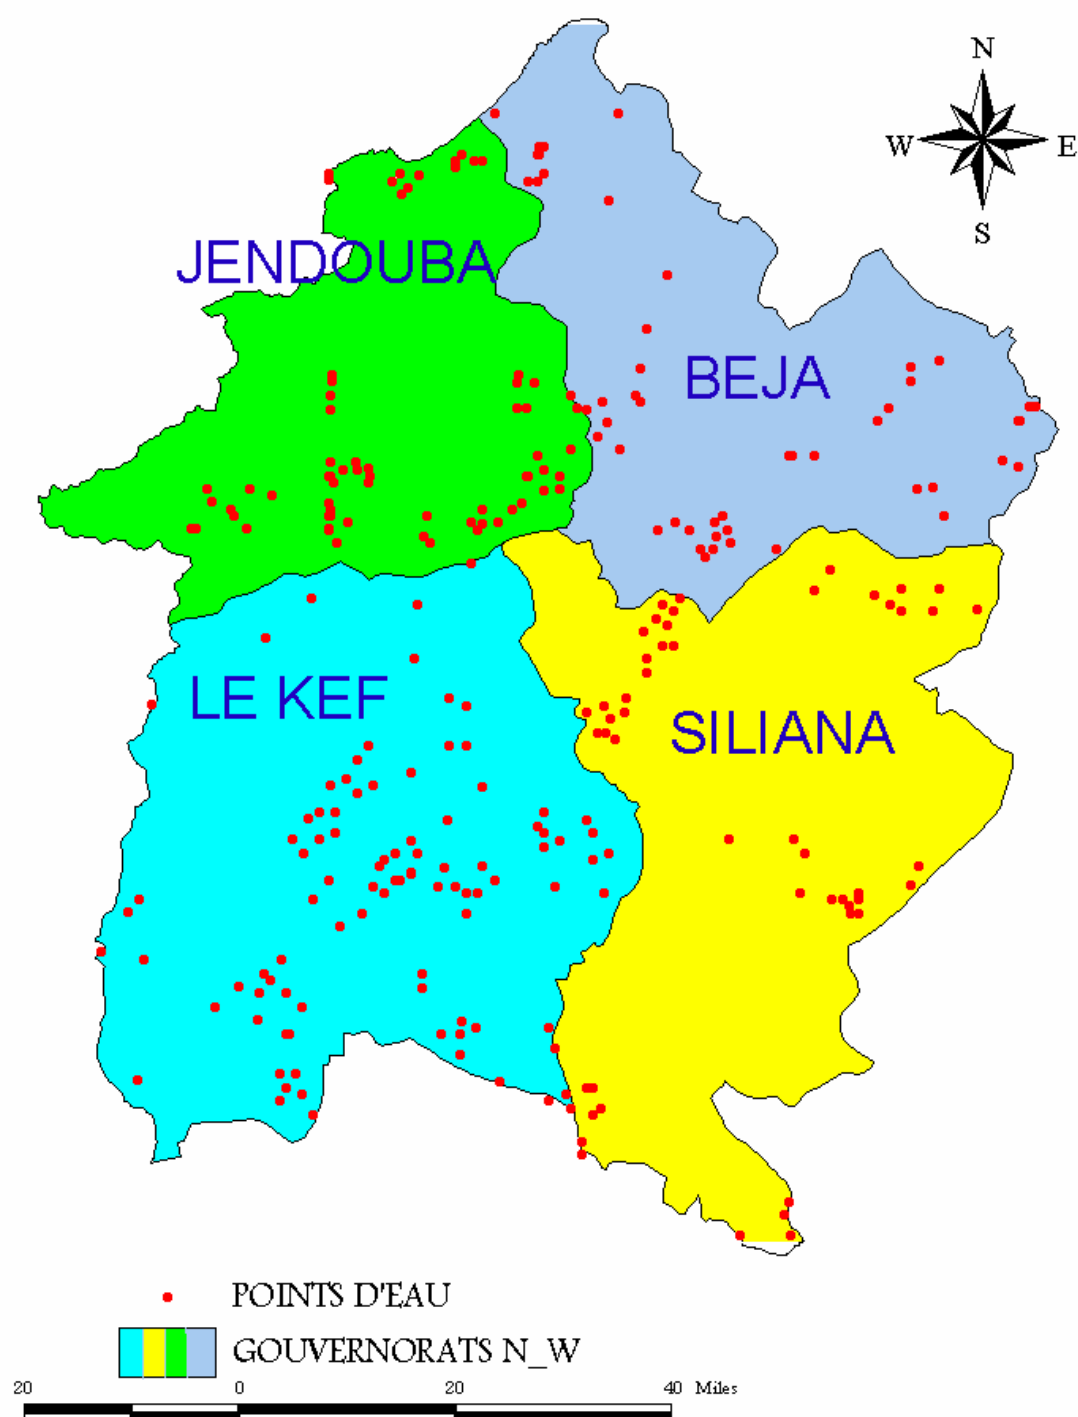 N
W E
S
JENDOUBA
BEJA
LE KEF
SILIANA
POINTS D'EAU
GOUVERNORATS N_W
20 0 20 40 Miles